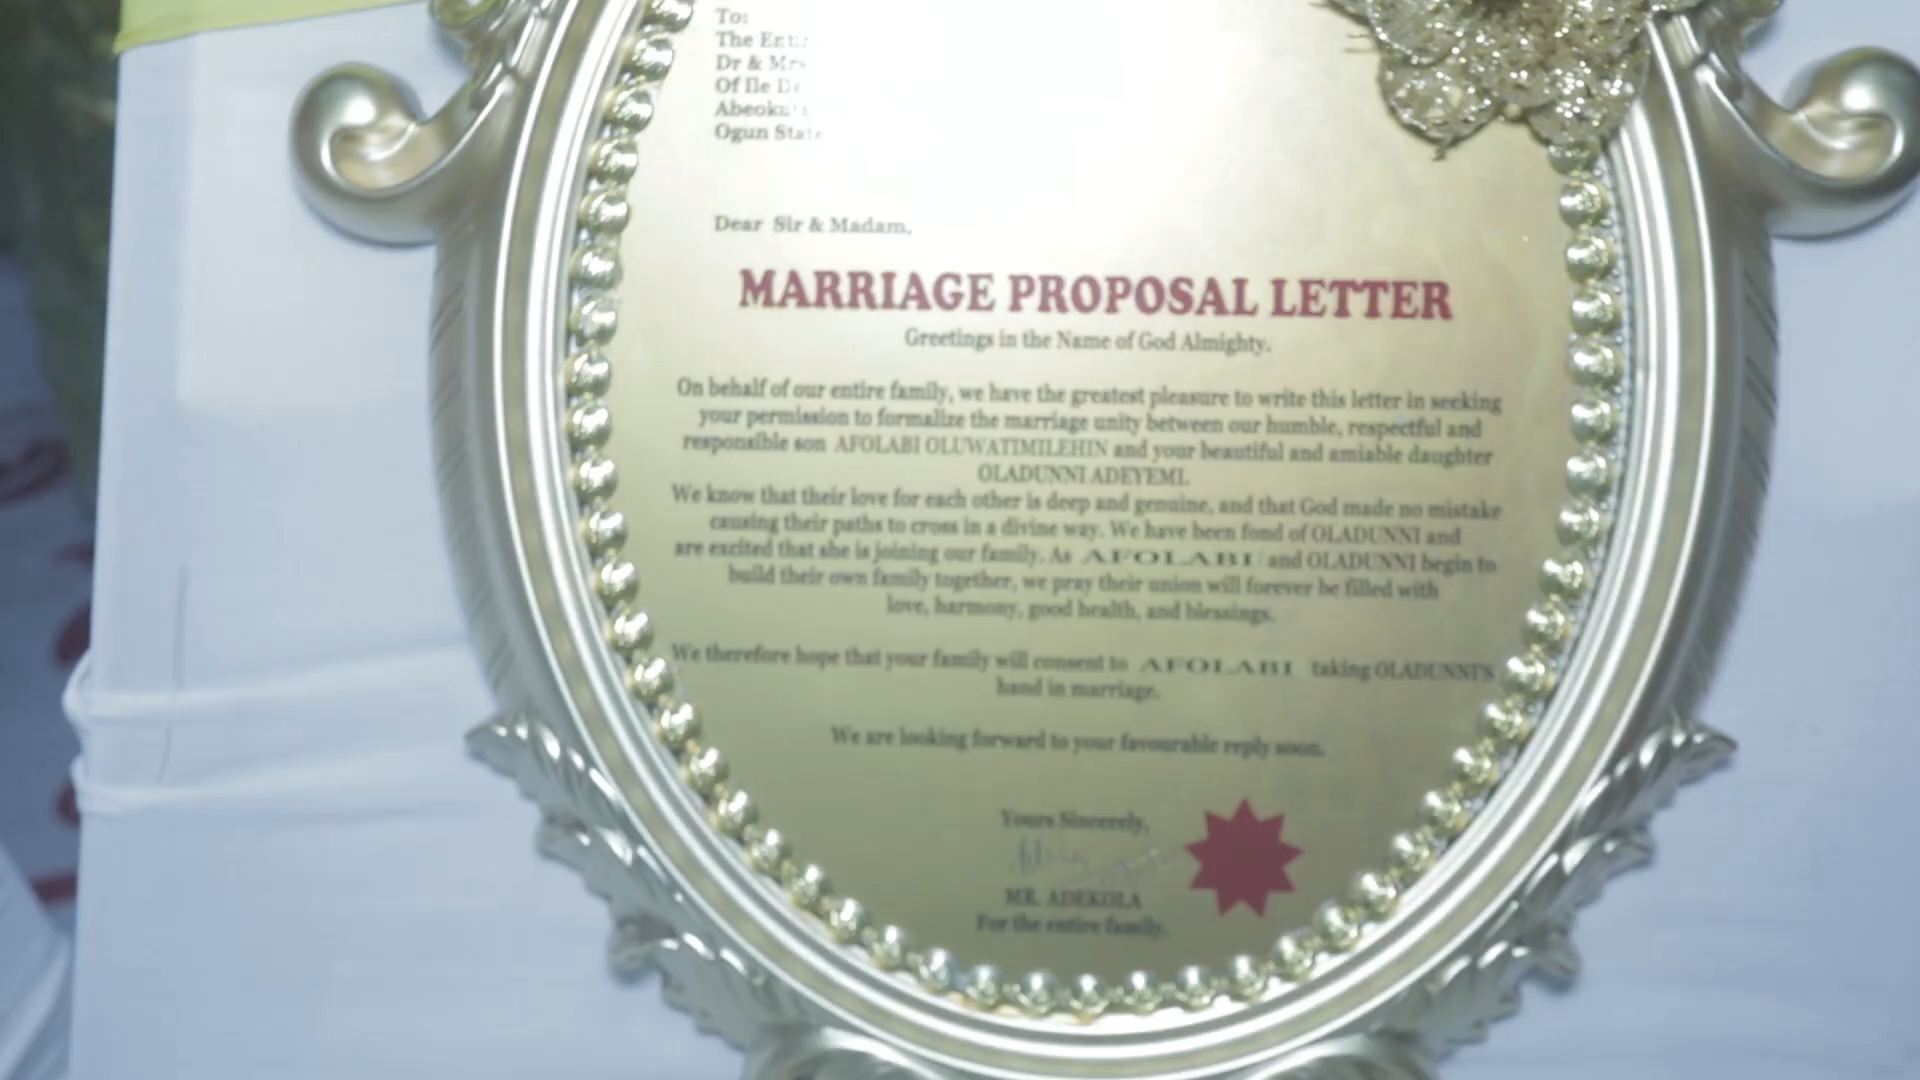 To:
The
Dr & Mrs
Of Ile
Abeoku
Ogun State
Dear Sir & Madam,
MARRIAGE PROPOSAL LETTER
Greetings in the Name of God Almighty.
On behalf of our entire family, we have the greatest pleasure to write this letter in seeking
your permission to formalize the marriage unity between our humble, respectful and
responsible son AFOLABI OLUWATIMILEHIN and your beautiful and amiable daughter
OLADUNNI ADEYEMI.
We know that their love for each other is deep and genuine, and that God made no mistake
causing their paths to cross in a divine way. We have been fond of OLADUNNI and
are excited that she is joining our family. As AFOLABI and OLADUNNI begin to
build their own family together, we pray their union will forever be filled with
love, harmony, good health, and blessings.
We therefore hope that your family will consent to AFOLABI taking OLADUNNI'S
hand in marriage.
We are looking forward to your favourable reply soon.
Yours Sincerely,
MR. ADEKOLA
For the entire family.